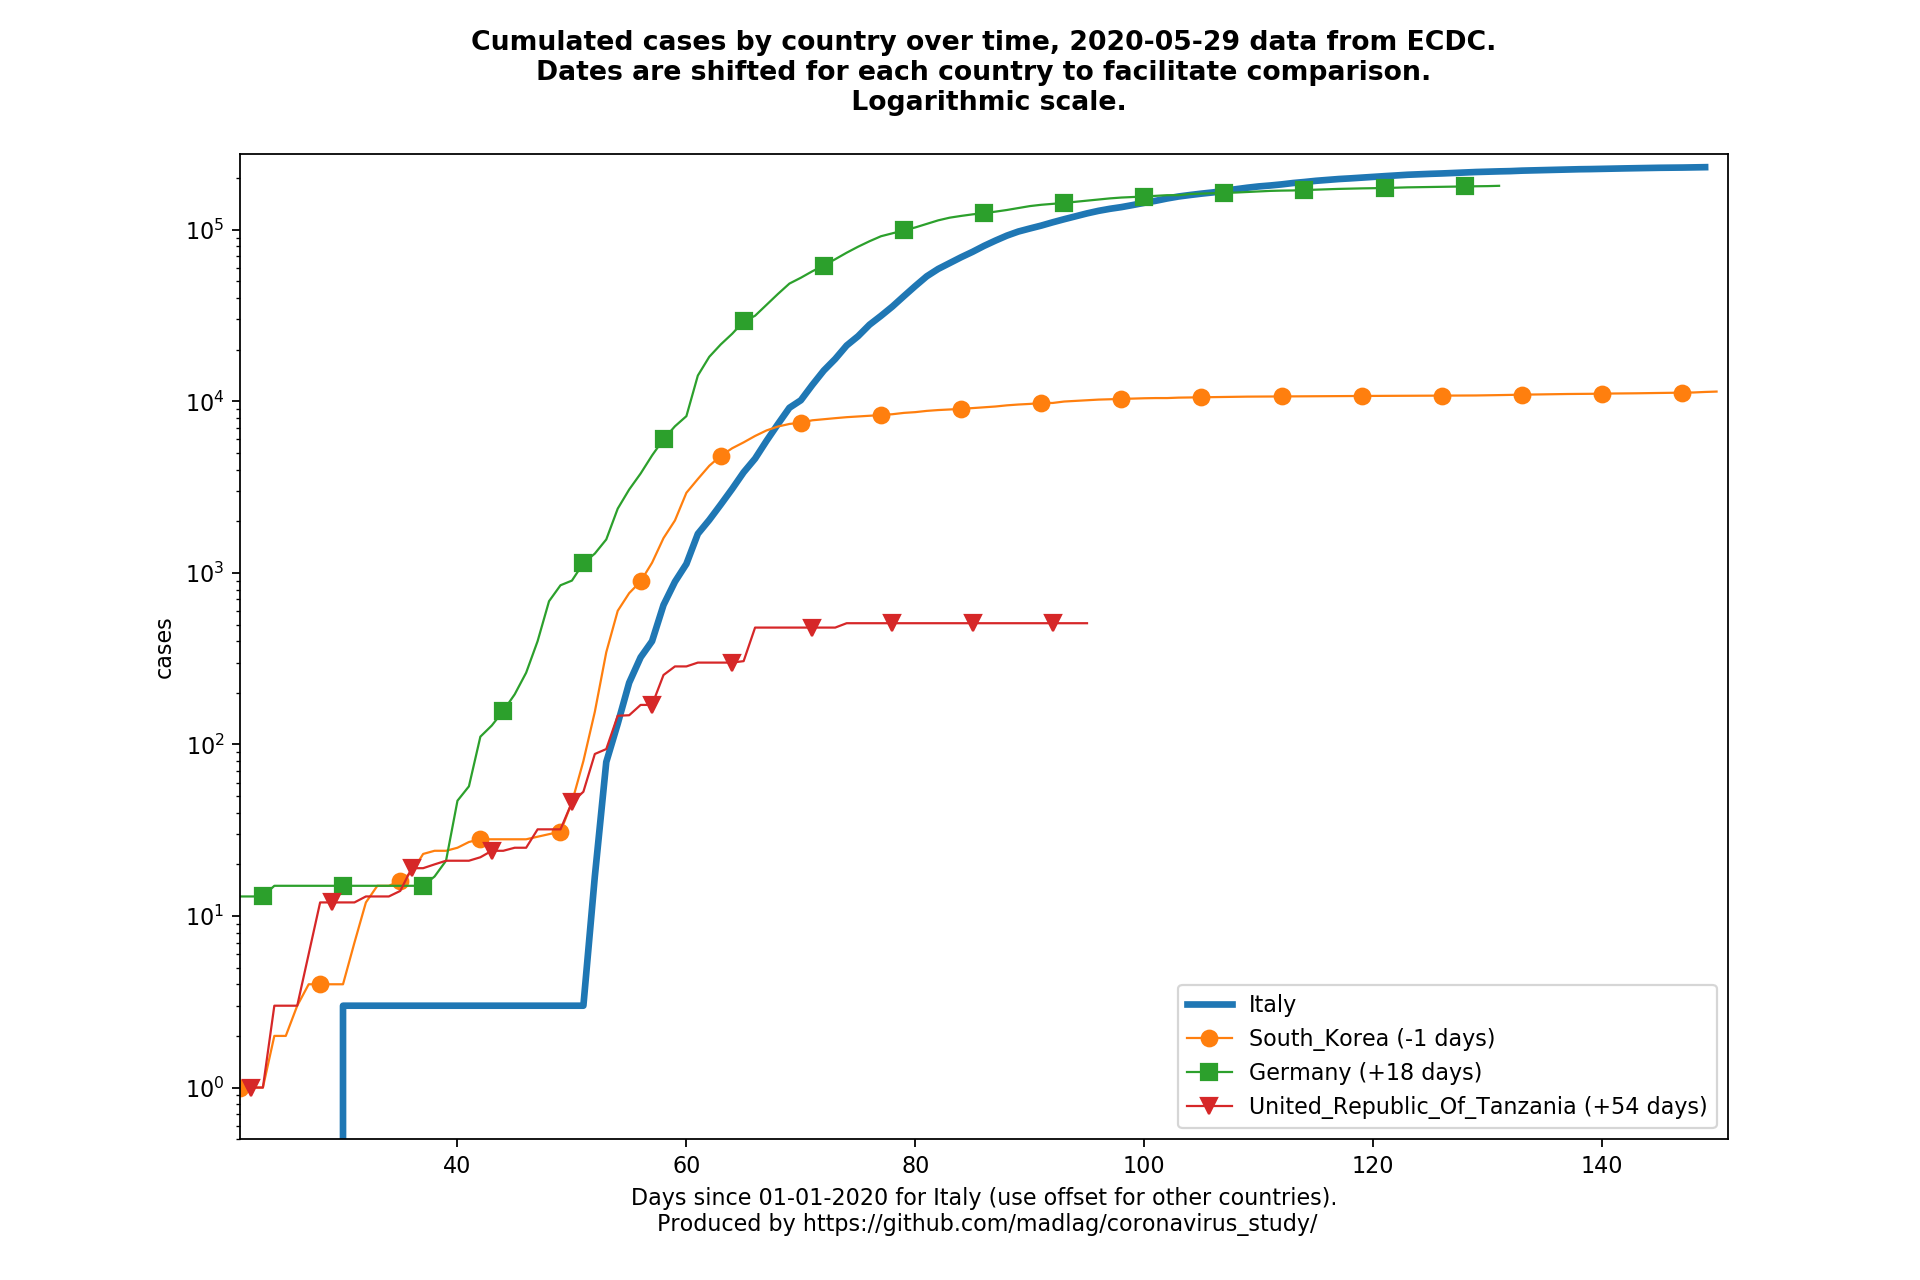 Cumulated cases by country over time, 2020-05-29 data from ECDC.
Dates are shifted for each country to facilitate comparison.
Logarithmic scale.
10^5
10^4
10^3
10^2
10^1
10^0
cases
Italy
South_Korea (-1 days)
Germany (+18 days)
United_Republic_Of_Tanzania (+54 days)
40 60 80 100 120 140
Days since 01-01-2020 for Italy (use offset for other countries).
Produced by https://github.com/madlag/coronavirus_study/